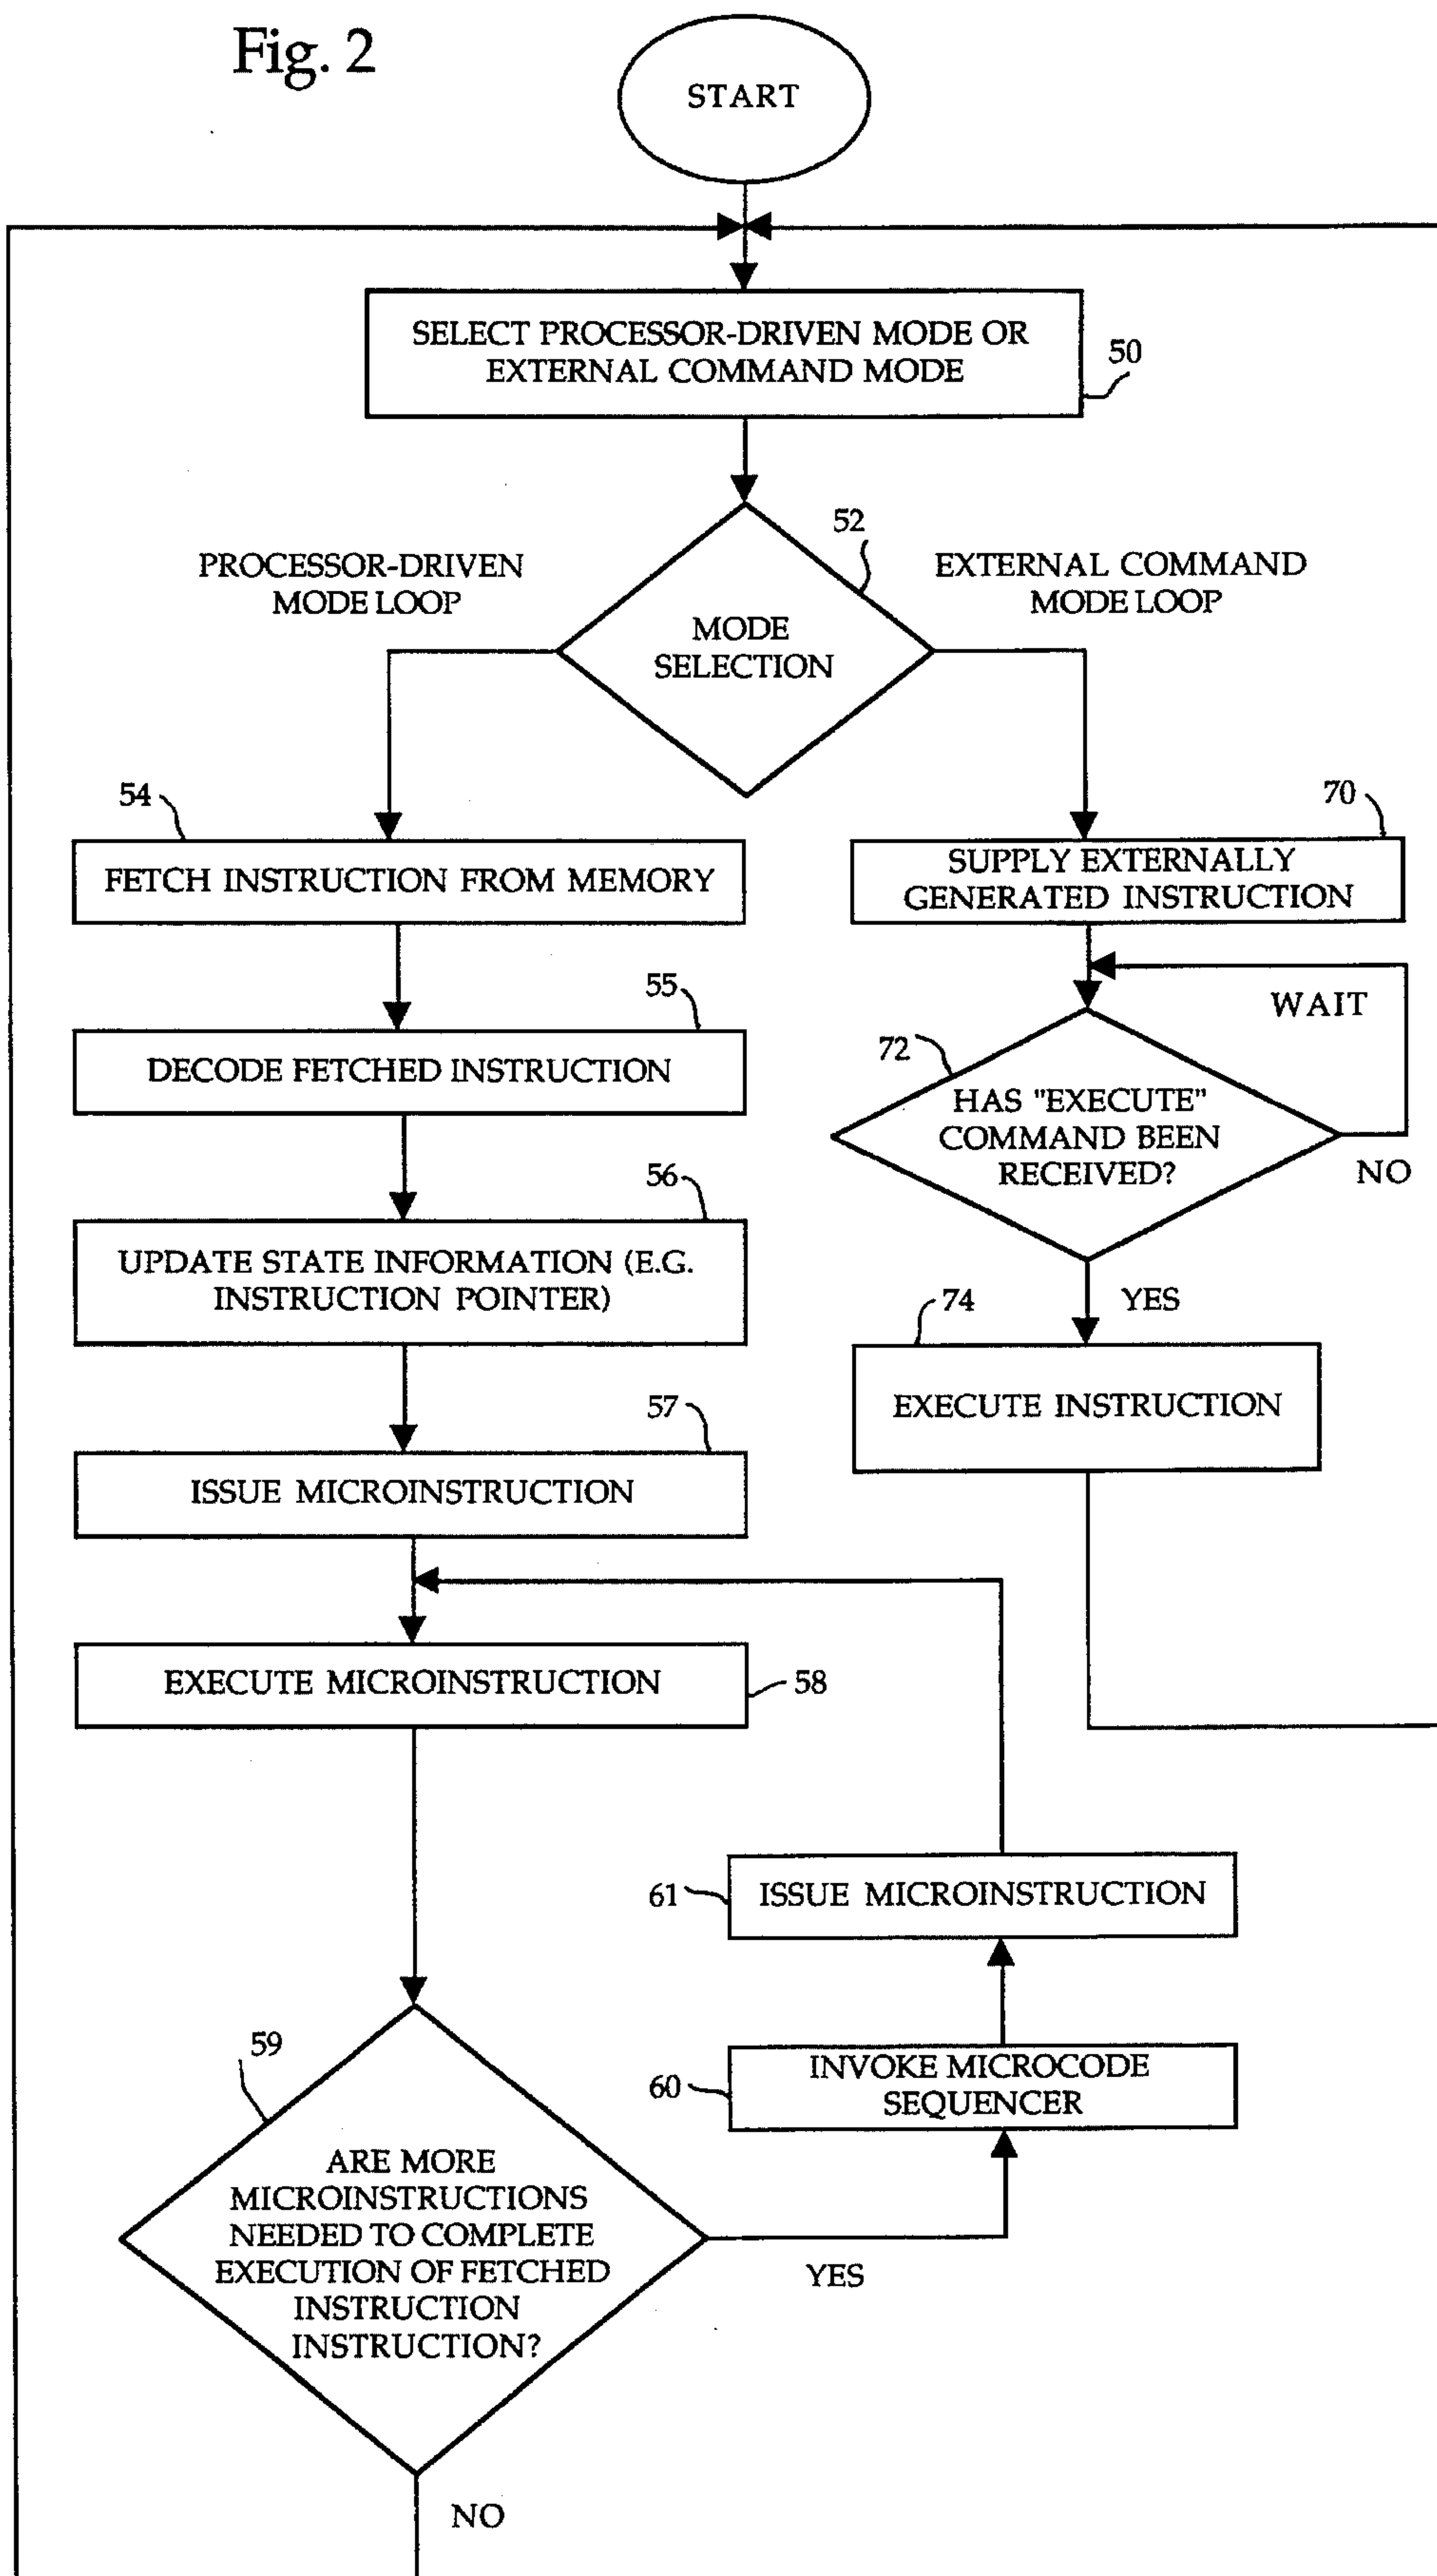 Fig. 2
START
SELECT PROCESSOR-DRIVEN MODE OR
EXTERNAL COMMAND MODE
50
52
PROCESSOR-DRIVEN
MODE LOOP
EXTERNAL COMMAND
MODE LOOP
MODE
SELECTION
54
FETCH INSTRUCTION FROM MEMORY
70
SUPPLY EXTERNALLY
GENERATED INSTRUCTION
WAIT
55
DECODE FETCHED INSTRUCTION
72
HAS "EXECUTE"
COMMAND BEEN
RECEIVED?
NO
56
UPDATE STATE INFORMATION (E.G.
INSTRUCTION POINTER)
YES
74
EXECUTE INSTRUCTION
57
ISSUE MICROINSTRUCTION
EXECUTE MICROINSTRUCTION
58
61
ISSUE MICROINSTRUCTION
60
INVOKE MICROCODE
SEQUENCER
59
ARE MORE
MICROINSTRUCTIONS
NEEDED TO COMPLETE
EXECUTION OF FETCHED
INSTRUCTION
INSTRUCTION?
YES
NO